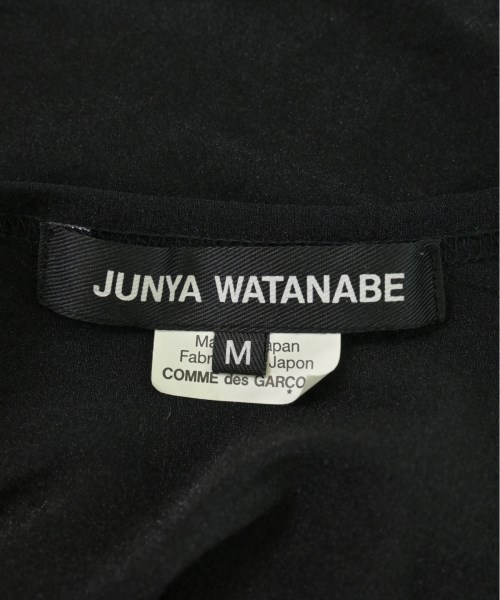 JUNYA WATANABE
M
Ma apan
Fab Japon
COMME des GARÇO
*